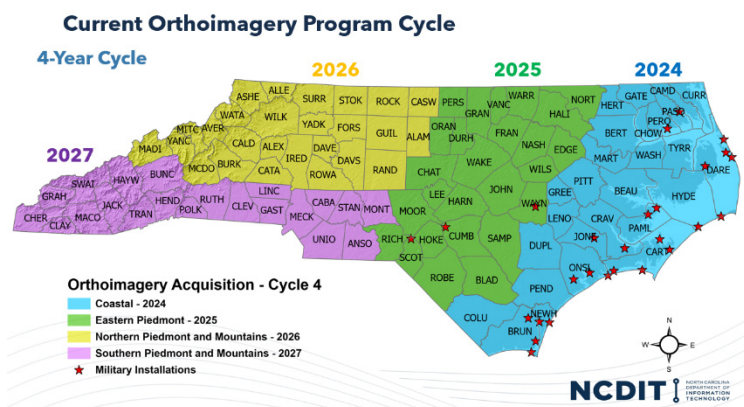 Current Orthoimagery Program Cycle
4-Year Cycle
2026
2025
2024
2027
ASHE ALLE SURR STOK ROCK CASW PERS GRAN VANC WARR NORT HERT GATE CAMD CURR
WATA WILK YADK FORS GUIL ALAM ORAN DURH FRAN HALI BERT CHOW PERQ PASQ
MADI YANC MITC AVER CALD ALEX IRED DAVE DAVS RAND CHAT WAKE NASH EDGE MART WASH TYRR DARE
MCDO BURK CATA ROWA WILS
GRAH SWAI HAYW BUNC LINC LEE HARN JOHN WAYN GREE PITT BEAU HYDE
CHER CLAY MACO JACK TRAN HEND POLK RUTH CLEV GAST MECK CABA STAN MONT MOOR LENO CRAV PAML
UNIO ANSO RICH HOKE CUMB SAMP DUPL JONE CART
SCOT ROBE BLAD PEND ONSL
COLU BRUN NEWH
Orthoimagery Acquisition - Cycle 4
Coastal - 2024
Eastern Piedmont - 2025
Northern Piedmont and Mountains - 2026
Southern Piedmont and Mountains - 2027
Military Installations
N
W E
S
NCDIT
NORTH CAROLINA
DEPARTMENT OF
INFORMATION
TECHNOLOGY